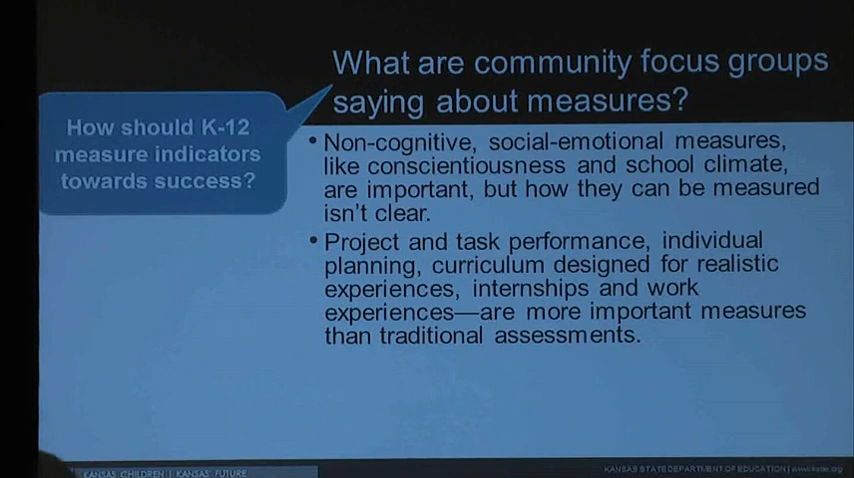 What are community focus groups
saying about measures?
How should K-12
measure indicators
towards success?
• Non-cognitive, social-emotional measures,
like conscientiousness and school climate,
are important, but how they can be measured
isn't clear.
• Project and task performance, individual
planning, curriculum designed for realistic
experiences, internships and work
experiences—are more important measures
than traditional assessments.
KANSAS CHILDREN | KANSAS' FUTURE
KANSAS STATE DEPARTMENT OF EDUCATION | www.ksde.org